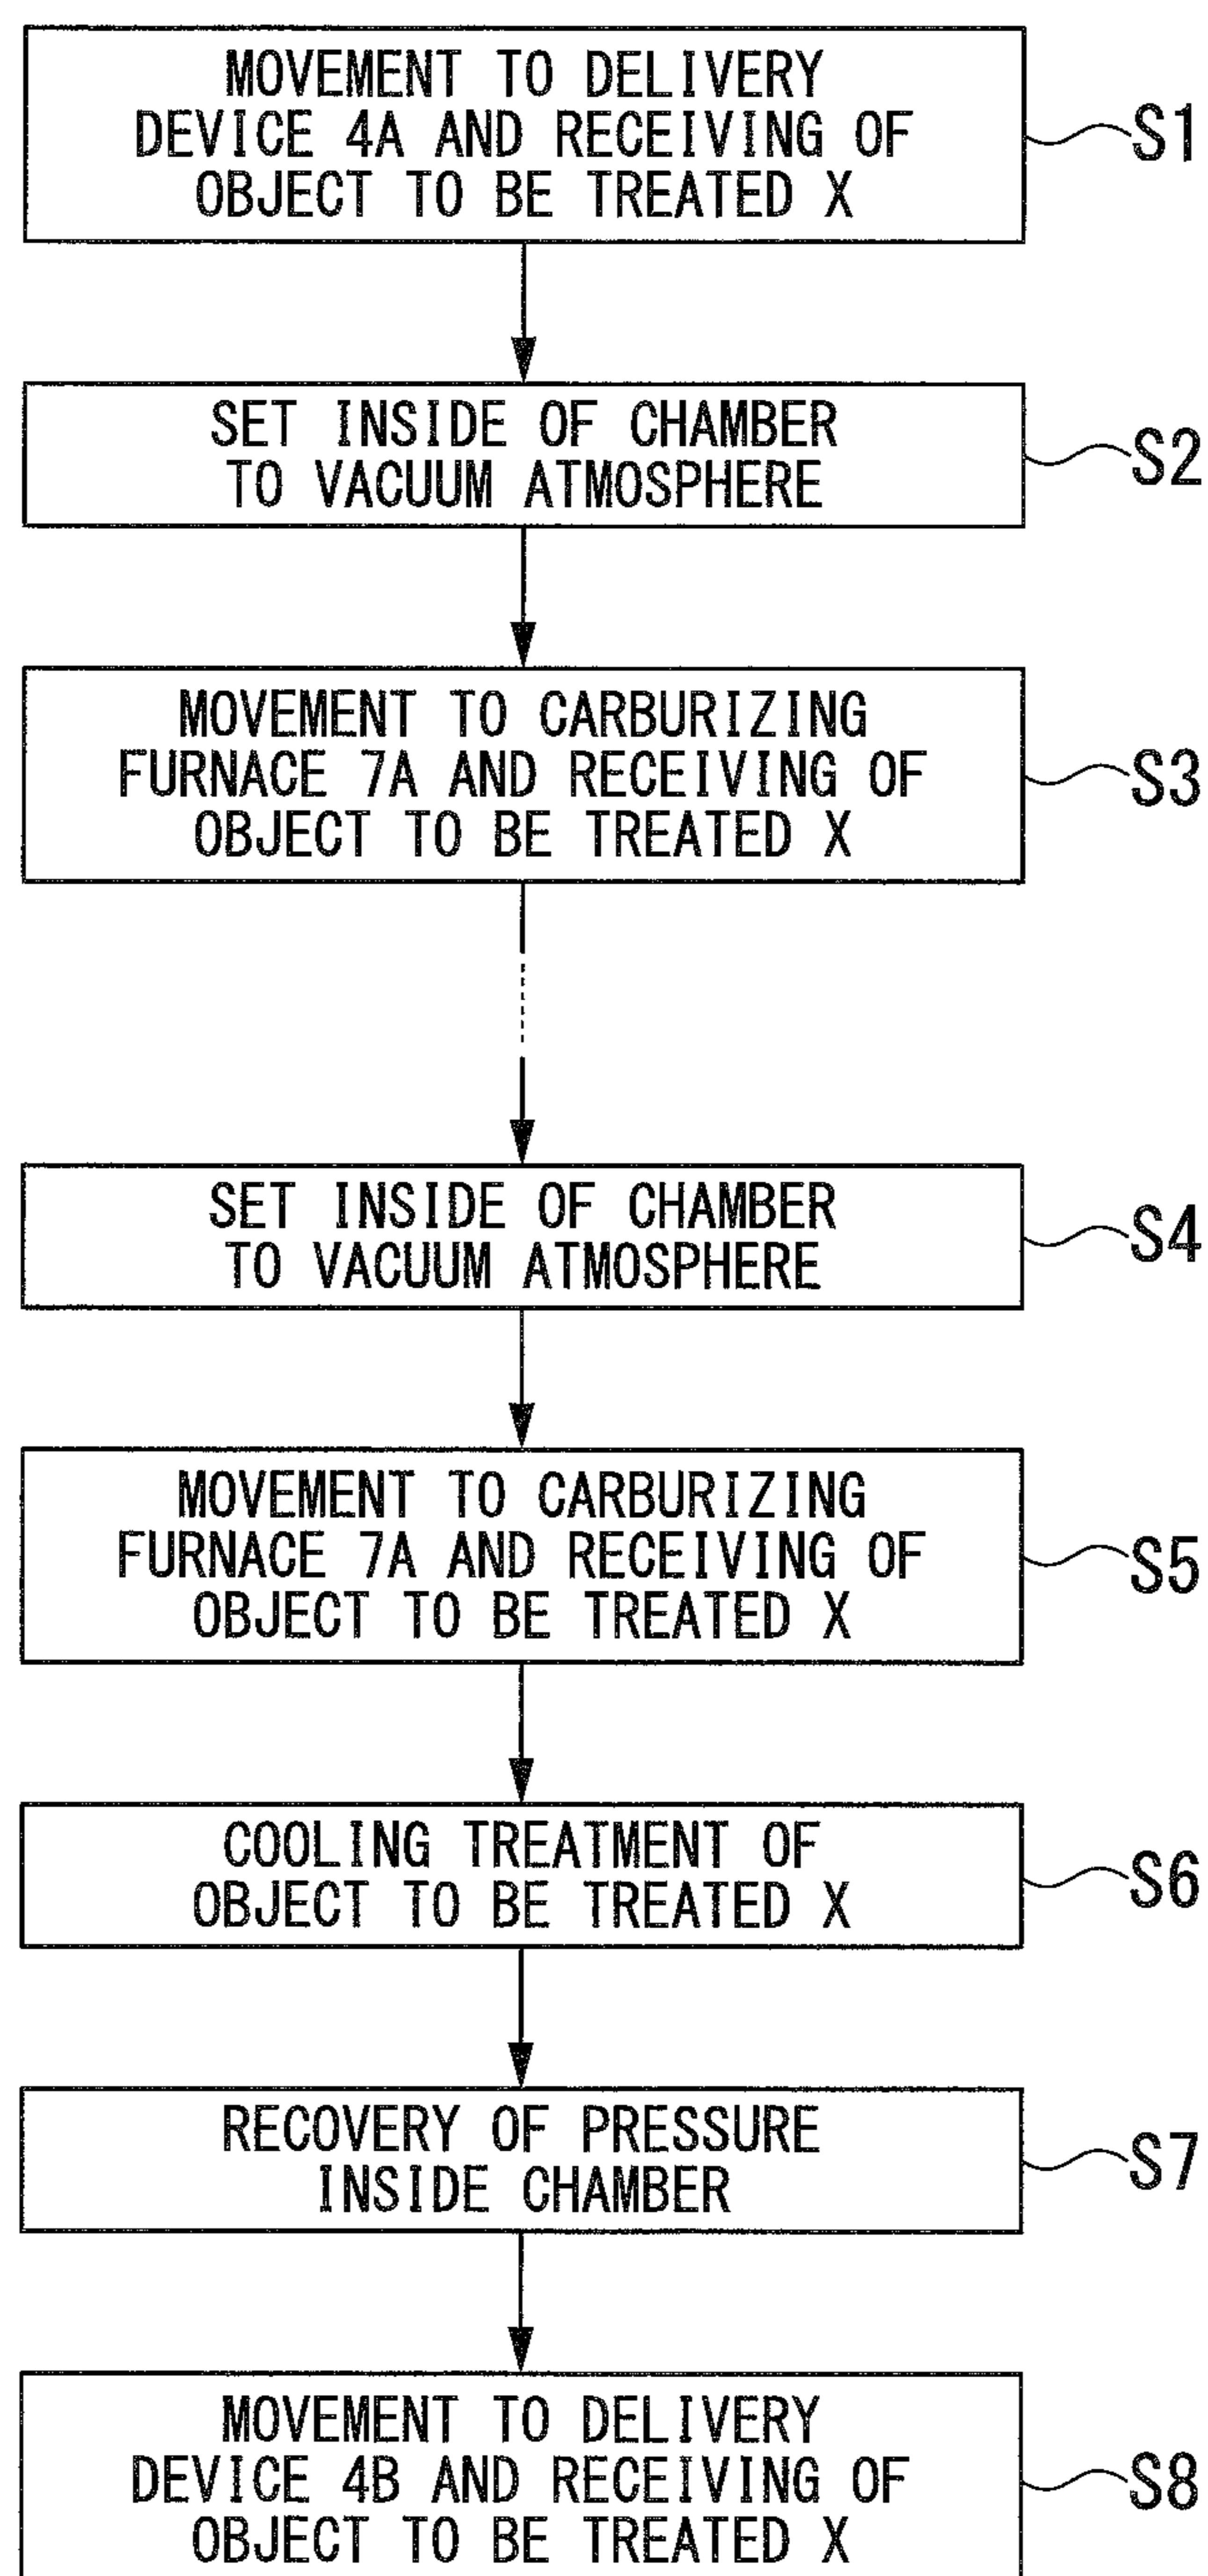 MOVEMENT TO DELIVERY
DEVICE 4A AND RECEIVING OF
OBJECT TO BE TREATED X
S1
SET INSIDE OF CHAMBER
TO VACUUM ATMOSPHERE
S2
MOVEMENT TO CARBURIZING
FURNACE 7A AND RECEIVING OF
OBJECT TO BE TREATED X
S3
SET INSIDE OF CHAMBER
TO VACUUM ATMOSPHERE
S4
MOVEMENT TO CARBURIZING
FURNACE 7A AND RECEIVING OF
OBJECT TO BE TREATED X
S5
COOLING TREATMENT OF
OBJECT TO BE TREATED X
S6
RECOVERY OF PRESSURE
INSIDE CHAMBER
S7
MOVEMENT TO DELIVERY
DEVICE 4B AND RECEIVING OF
OBJECT TO BE TREATED X
S8